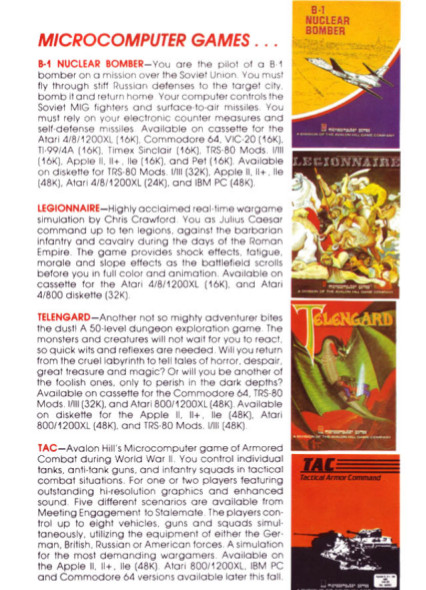 MICROCOMPUTER GAMES . . .
B-1 NUCLEAR BOMBER—You are the pilot of a B-1
bomber on a mission over the Soviet Union. You must
fly through stiff Russian defenses to the target city,
bomb it and return home. Your computer controls the
Soviet MIG fighters and surface-to-air missiles. You
must rely on your electronic counter measures and
self-defense missiles. Available on cassette for the
Atari 4/8/1200XL (16K), Commodore 64, VIC-20 (16K),
TI-99/4A (16K), Timex Sinclair (16K), TRS-80 Mods. I/III
(16K), Apple II, II+, IIe (16K), and Pet (16K). Available
on diskette for TRS-80 Mods. I/III (32K), Apple II, II+, IIe
(48K), Atari 4/8/1200XL (24K), and IBM PC (48K).
LEGIONNAIRE—Highly acclaimed real-time wargame
simulation by Chris Crawford. You as Julius Caesar
command up to ten legions, against the barbarian
infantry and cavalry during the days of the Roman
Empire. The game provides shock effects, fatigue,
morale and slope effects as the battlefield scrolls
before you in full color and animation. Available on
cassette for the Atari 4/8/1200XL (16K), and Atari
4/800 diskette (32K).
TELENGARD—Another not so mighty adventurer bites
the dust! A 50-level dungeon exploration game. The
monsters and creatures will not wait for you to react,
so quick wits and reflexes are needed. Will you return
from the cruel labyrinth to tell tales of horror, despair,
great treasure and magic? Or will you be another of
the foolish ones, only to perish in the dark depths?
Available on cassette for the Commodore 64, TRS-80
Mods. I/III (32K), and Atari 800/1200XL (48K). Available
on diskette for the Apple II, II+, IIe (48K), Atari
800/1200XL (48K), and TRS-80 Mods. I/III (48K).
TAC—Avalon Hill's Microcomputer game of Armored
Combat during World War II. You control individual
tanks, anti-tank guns, and infantry squads in tactical
combat situations. For one or two players featuring
outstanding hi-resolution graphics and enhanced
sound. Five different scenarios are available from
Meeting Engagement to Stalemate. The players con-
trol up to eight vehicles, guns and squads simul-
taneously, utilizing the equipment of either the Ger-
man, British, Russian or American forces. A simulation
for the most demanding wargamers. Available on
the Apple II, II+, IIe (48K). Atari 800/1200XL, IBM PC
and Commodore 64 versions available later this fall.
B-1
NUCLEAR
BOMBER
microcomputer games
A DIVISION OF THE AVALON HILL GAME COMPANY
LEGIONNAIRE
microcomputer games
A DIVISION OF THE AVALON HILL GAME COMPANY
TELENGARD
microcomputer games
A DIVISION OF THE AVALON HILL GAME COMPANY
TAC
Tactical Armor Command
microcomputer games